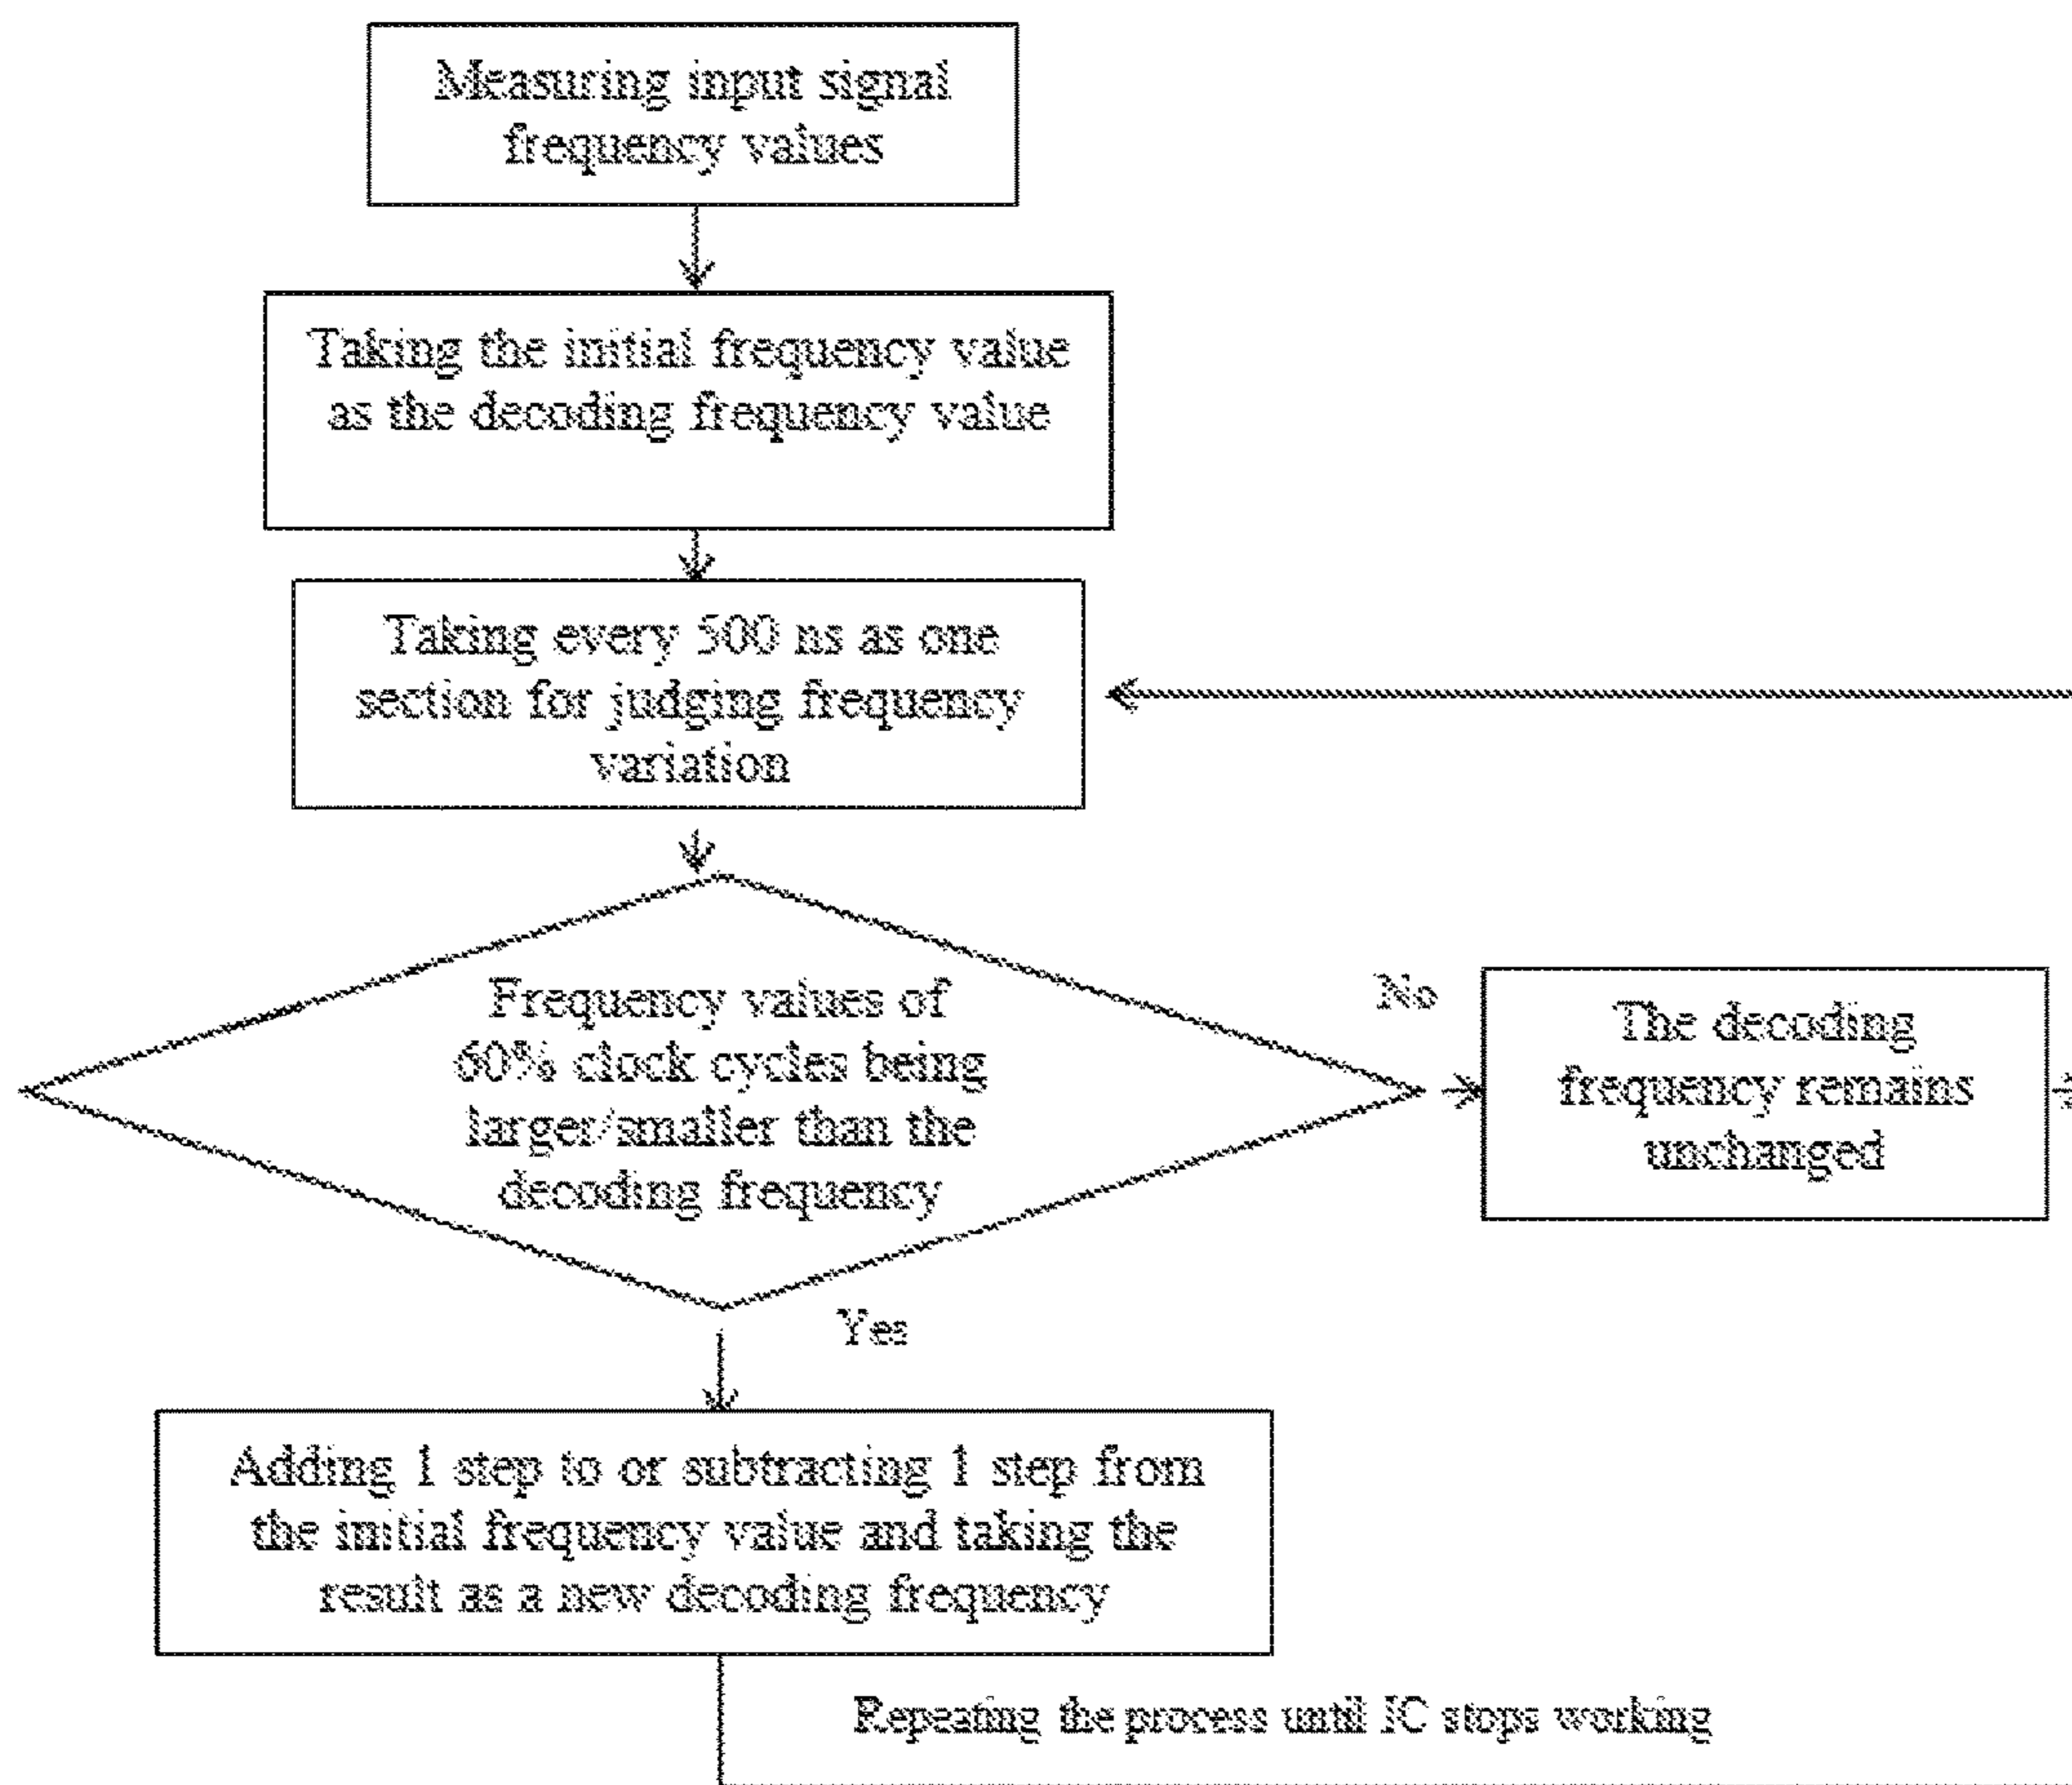 Measuring input signal
frequency values
Taking the initial frequency value
as the decoding frequency value
Taking every 500 ns as one
section for judging frequency
variation
Frequency values of
60% clock cycles being
larger/smaller than the
decoding frequency
No
The decoding
frequency remains
unchanged
Yes
Adding 1 step to or subtracting 1 step from
the initial frequency value and taking the
result as a new decoding frequency
Repeating the process until IC stops working